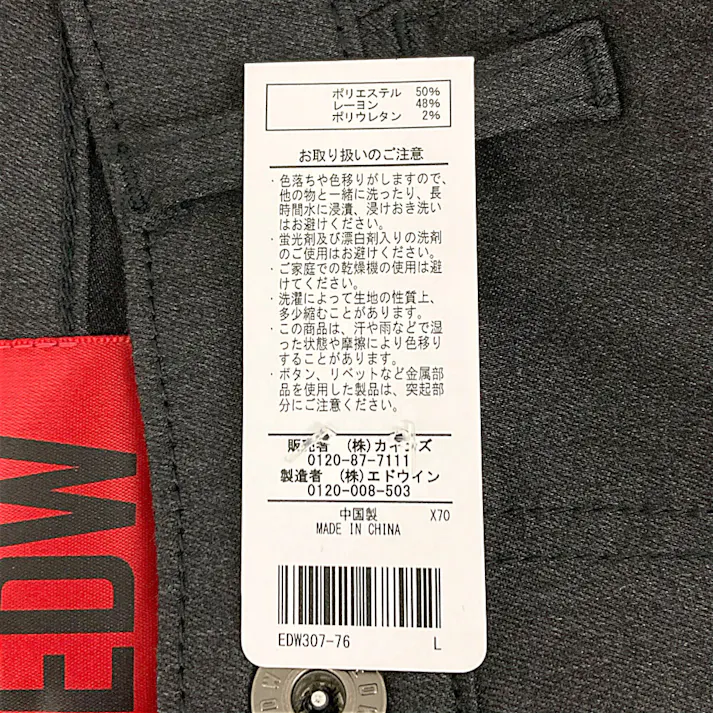 ポリエステル 50%
レーヨン 48%
ポリウレタン 2%
お取り扱いのご注意
・色落ちや色移りがしますので、
他の物と一緒に洗ったり、長
時間水に浸漬、浸けおき洗い
はお避けください。
・蛍光剤及び漂白剤入りの洗剤
のご使用はお避けください。
・ご家庭での乾燥機の使用は避
けてください。
・洗濯によって生地の性質上、
多少縮むことがあります。
・この商品は、汗や雨などで湿
った状態や摩擦により色移り
することがあります。
・ボタン、リベットなど金属部
品を使用した製品は、突起部
分にご注意ください。
販売者 (株)カインズ
0120-87-7111
製造者 (株)エドウイン
0120-008-503
中国製 X70
MADE IN CHINA
EDW307-76 L
EDW